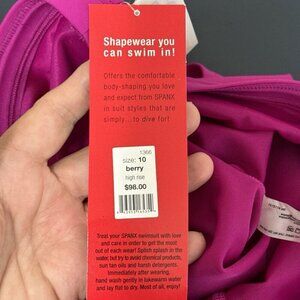 Shapewear you
can swim in!
Offers the comfortable
body-shaping you love
and expect from SPANX
in suit styles that are
simply... to dive for!
1366
size: 10
berry
high rise
$98.00
Treat your SPANX swimsuit with love
and care in order to get the most
out of each wear! Splish splash in the
water, but try to avoid chemical products,
sun tan oils and harsh detergents.
Immediately after wearing,
hand wash gently in lukewarm water
and lay flat to dry. Most of all, enjoy!